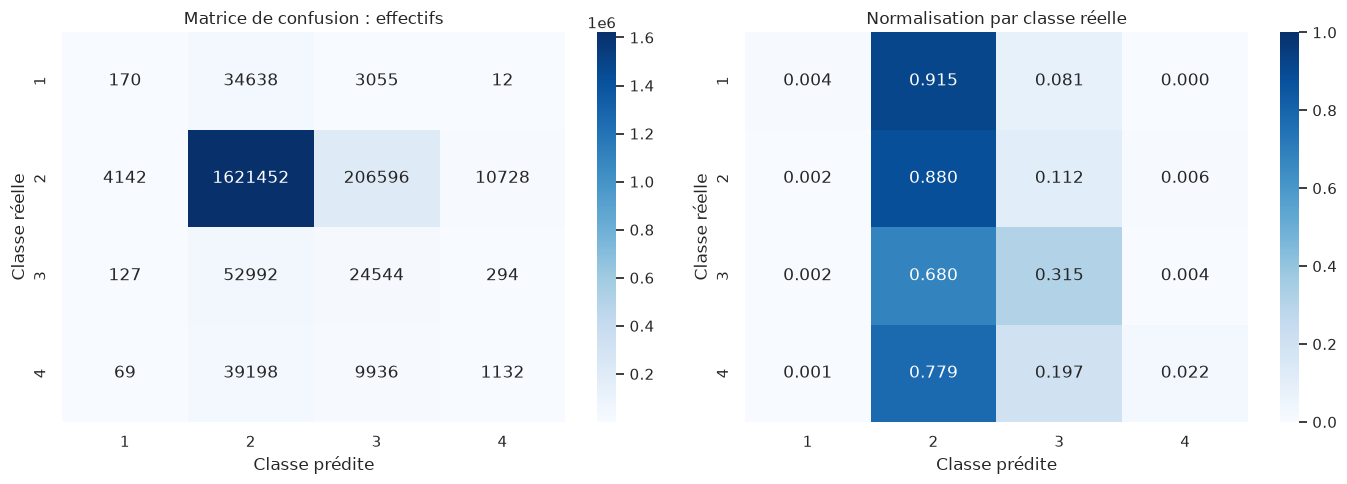 Matrice de confusion : effectifs
1e6
1 170 34638 3055 12
2 4142 1621452 206596 10728
3 127 52992 24544 294
4 69 39198 9936 1132
1 2 3 4
Classe prédite
Classe réelle
1.6
1.4
1.2
1.0
0.8
0.6
0.4
0.2
Normalisation par classe réelle
1 0.004 0.915 0.081 0.000
2 0.002 0.880 0.112 0.006
3 0.002 0.680 0.315 0.004
4 0.001 0.779 0.197 0.022
1 2 3 4
Classe prédite
Classe réelle
1.0
0.8
0.6
0.4
0.2
0.0